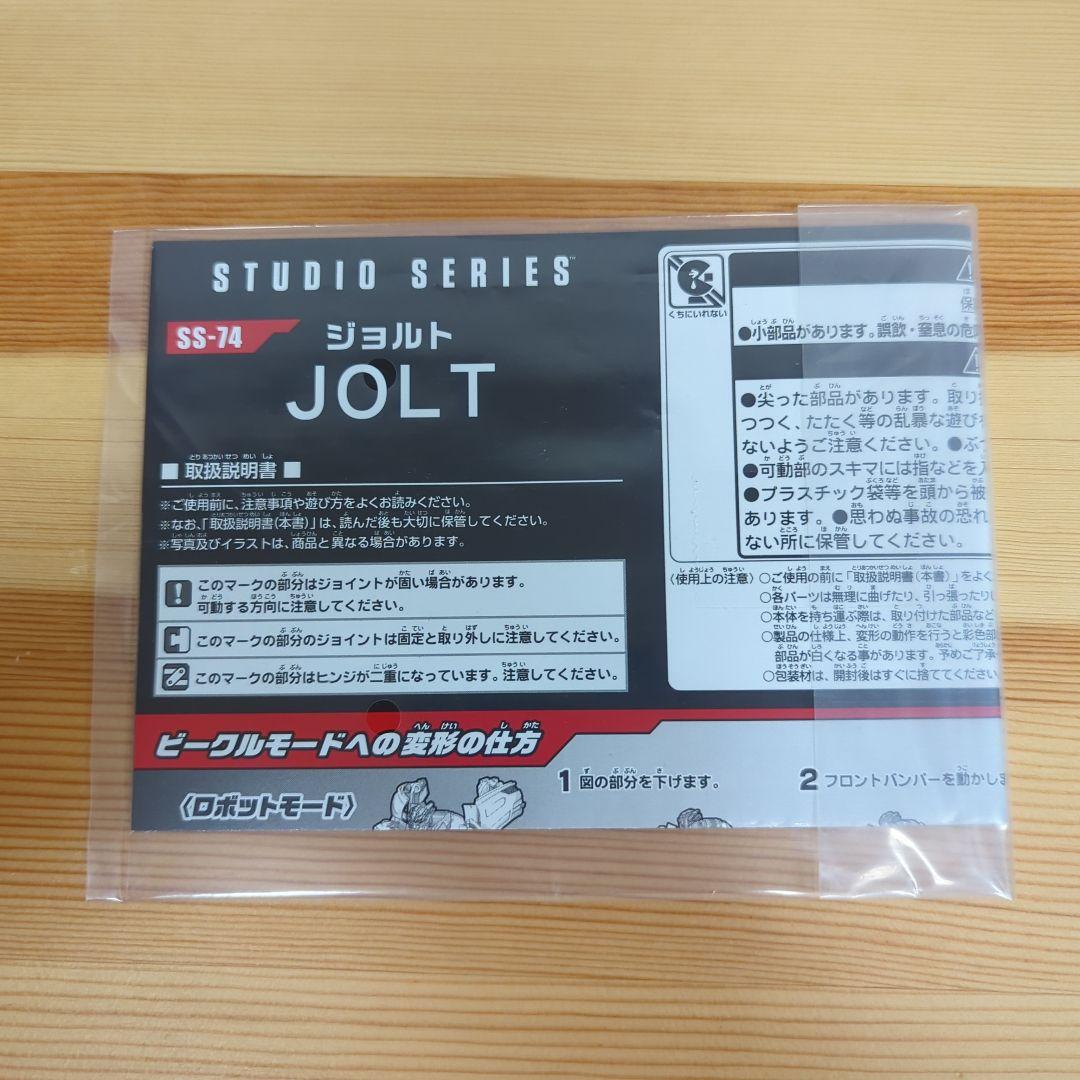 STUDIO SERIES™
SS-74
ジョルト
JOLT
■ 取扱説明書 ■
※ご使用前に、注意事項や遊び方をよくお読みください。
※なお、「取扱説明書(本書)」は、読んだ後も大切に保管してください。
※写真及びイラストは、商品と異なる場合があります。
このマークの部分はジョイントが固い場合があります。
可動する方向に注意してください。
このマークの部分のジョイントは固定と取り外しに注意してください。
このマークの部分はヒンジが二重になっています。注意してください。
くちにいれない
保
●小部品があります。誤飲・窒息の危
●尖った部品があります。取り
つつく、たたく等の乱暴な遊び
ないようご注意ください。●ぶ
●可動部のスキマには指などを入
●プラスチック袋等を頭から被
あります。●思わぬ事故の恐れ
ない所に保管してください。
〈使用上の注意〉○ご使用の前に「取扱説明書(本書)」をよく
○各パーツは無理に曲げたり、引っ張ったり
○本体を持ち運ぶ際は、取り付けた部品など
○製品の仕様上、変形の動作を行うと彩色部
部品が白くなる事があります。予めご了承
○包装材は、開封後はすぐに捨ててください
ビークルモードへの変形の仕方
〈ロボットモード〉
1 図の部分を下げます。
2 フロントバンパーを動かしま